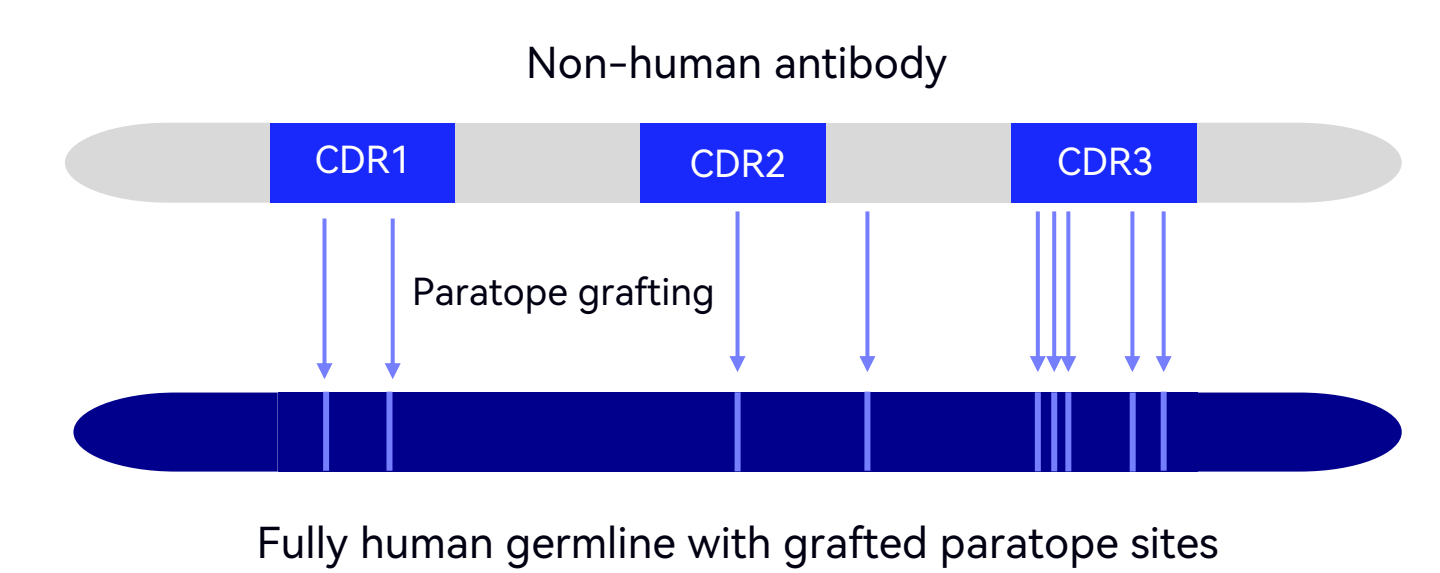 Non-human antibody
CDR1
CDR2
CDR3
Paratope grafting
Fully human germline with grafted paratope sites